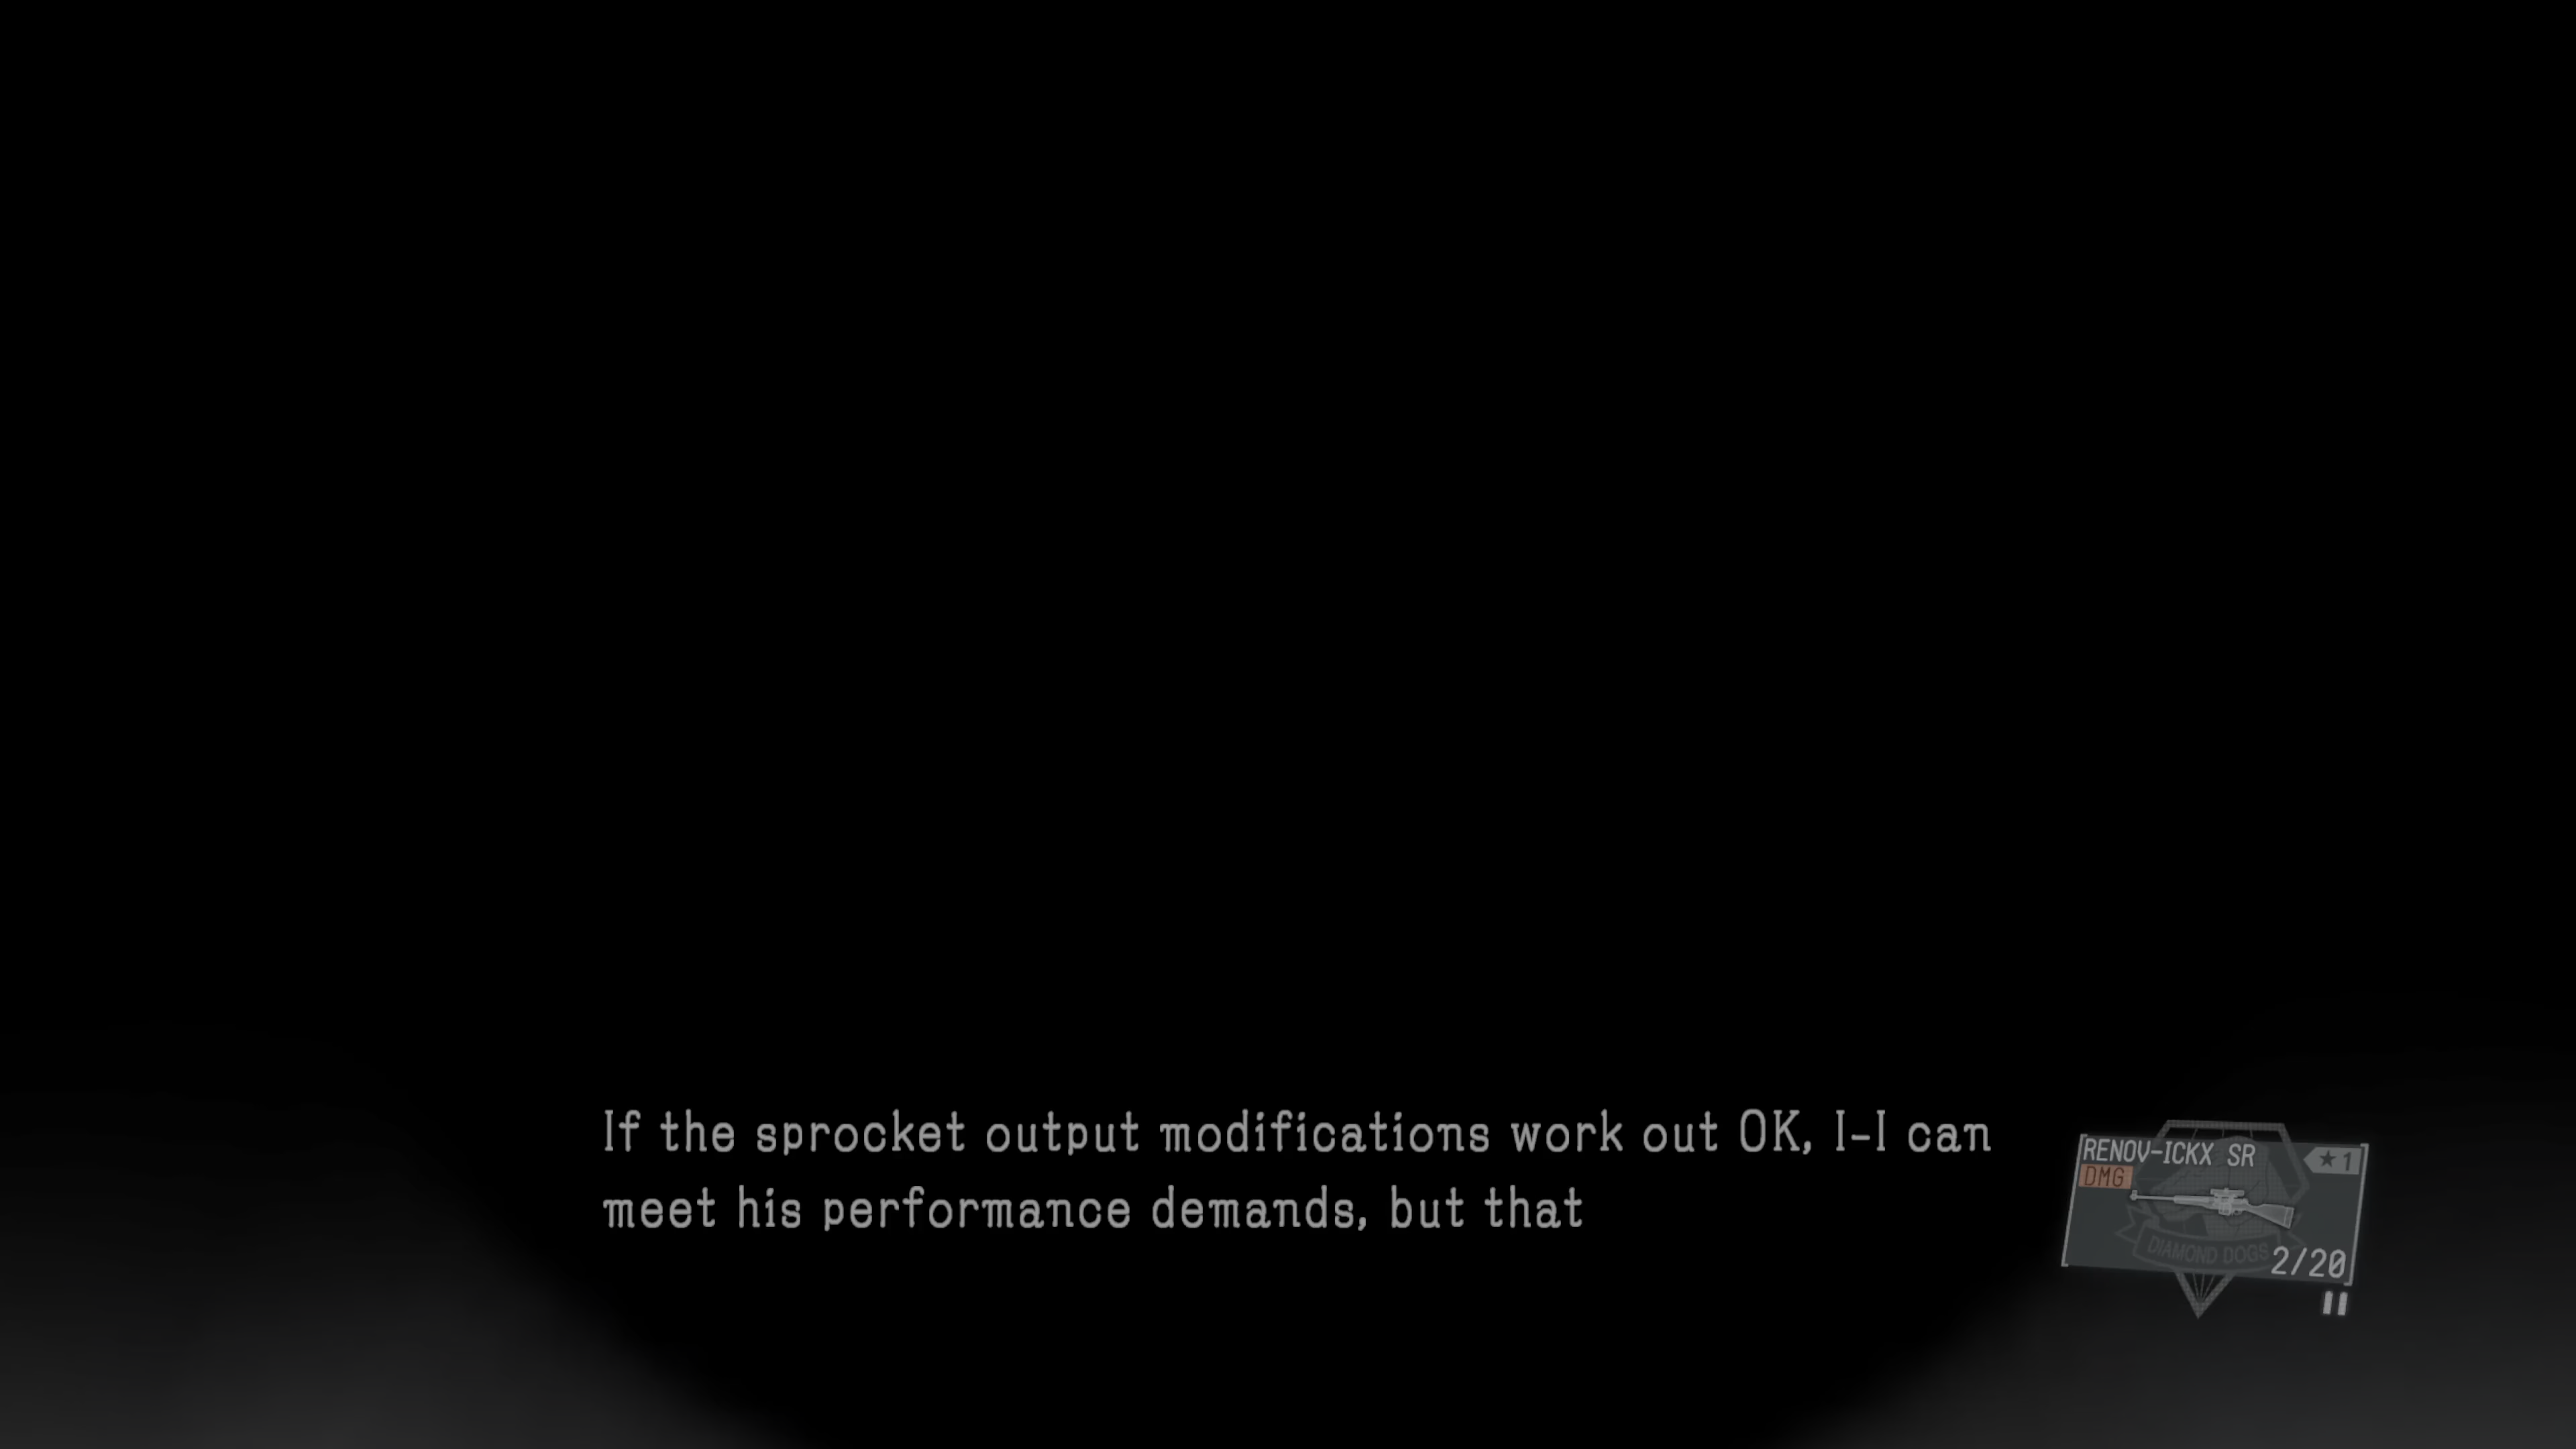 If the sprocket output modifications work out OK, I-I can
meet his performance demands, but that
RENOV-ICKX SR
★1
DMG
DIAMOND DOGS
2/20